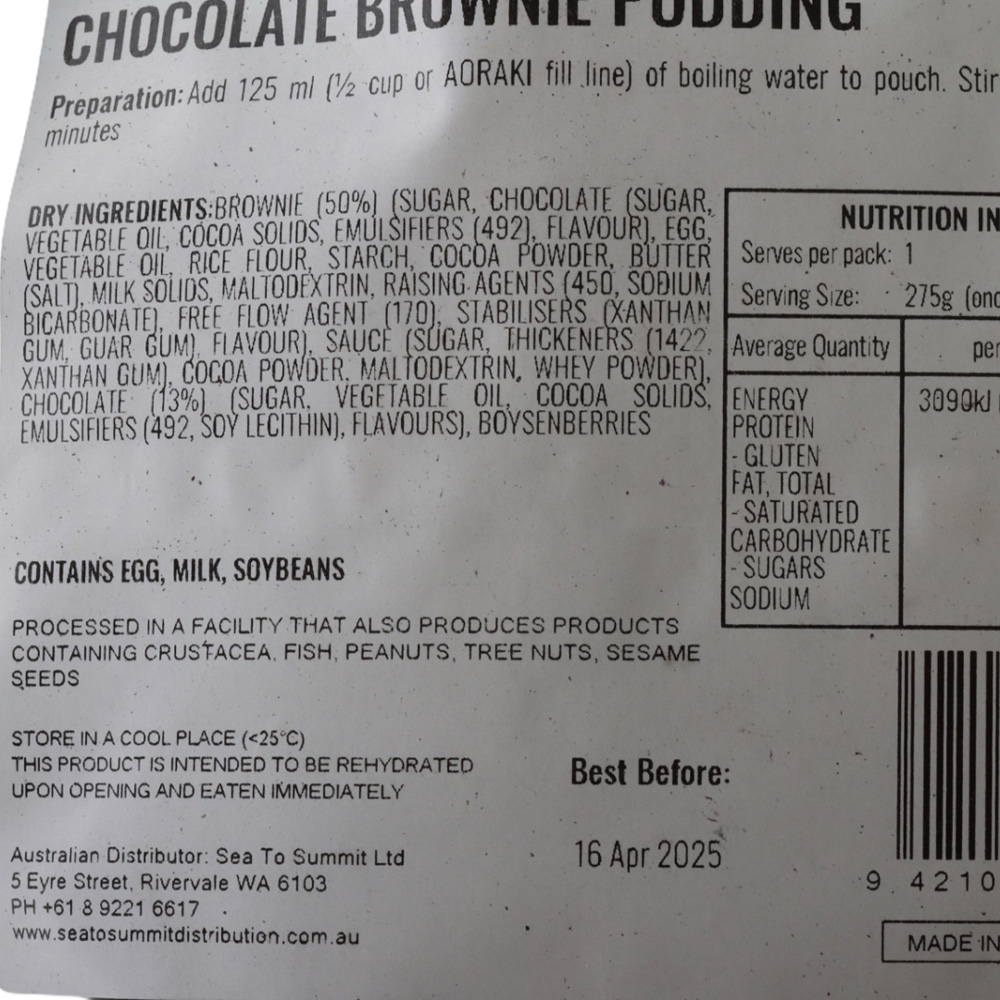 CHOCOLATE BROWNIE PUDDING
Preparation: Add 125 ml (½ cup or AORAKI fill line) of boiling water to pouch. Stir
minutes
DRY INGREDIENTS:BROWNIE (50%) (SUGAR, CHOCOLATE (SUGAR,
VEGETABLE OIL, COCOA SOLIDS, EMULSIFIERS (492), FLAVOUR), EGG,
VEGETABLE OIL, RICE FLOUR, STARCH, COCOA POWDER, BUTTER
(SALT), MILK SOLIDS, MALTODEXTRIN, RAISING AGENTS (450, SODIUM
BICARBONATE), FREE FLOW AGENT (170), STABILISERS (XANTHAN
GUM, GUAR GUM), FLAVOUR), SAUCE (SUGAR, THICKENERS (1422,
XANTHAN GUM), COCOA POWDER, MALTODEXTRIN, WHEY POWDER),
CHOCOLATE (13%) (SUGAR, VEGETABLE OIL, COCOA SOLIDS,
EMULSIFIERS (492, SOY LECITHIN), FLAVOURS), BOYSENBERRIES
CONTAINS EGG, MILK, SOYBEANS
PROCESSED IN A FACILITY THAT ALSO PRODUCES PRODUCTS
CONTAINING CRUSTACEA, FISH, PEANUTS, TREE NUTS, SESAME
SEEDS
STORE IN A COOL PLACE (<25°C)
THIS PRODUCT IS INTENDED TO BE REHYDRATED
UPON OPENING AND EATEN IMMEDIATELY
Australian Distributor: Sea To Summit Ltd
5 Eyre Street, Rivervale WA 6103
PH +61 8 9221 6617
www.seatosummitdistribution.com.au
Best Before:
16 Apr 2025
NUTRITION IN
Serves per pack: 1
Serving Size: 275g (onc
Average Quantity per
ENERGY 3090kJ
PROTEIN
- GLUTEN
FAT, TOTAL
- SATURATED
CARBOHYDRATE
- SUGARS
SODIUM
9 4210
MADE IN